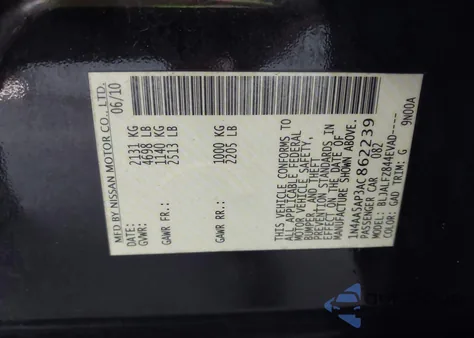 MFD BY NISSAN MOTOR CO., LTD.
06/10
GVWR: 2131 KG
4698 LB
GAWR FR: 1140 KG
2513 LB
GAWR RR: 1000 KG
2205 LB
THIS VEHICLE CONFORMS TO
ALL APPLICABLE FEDERAL
MOTOR VEHICLE SAFETY,
BUMPER, AND THEFT
PREVENTION STANDARDS IN
EFFECT ON THE DATE OF
MANUFACTURE SHOWN ABOVE.
1N4AA5AP3AC862239
PASSENGER CAR 082
MODEL: BLJALFZ844EVAD----
COLOR: GAD TRIM: G 9N00A